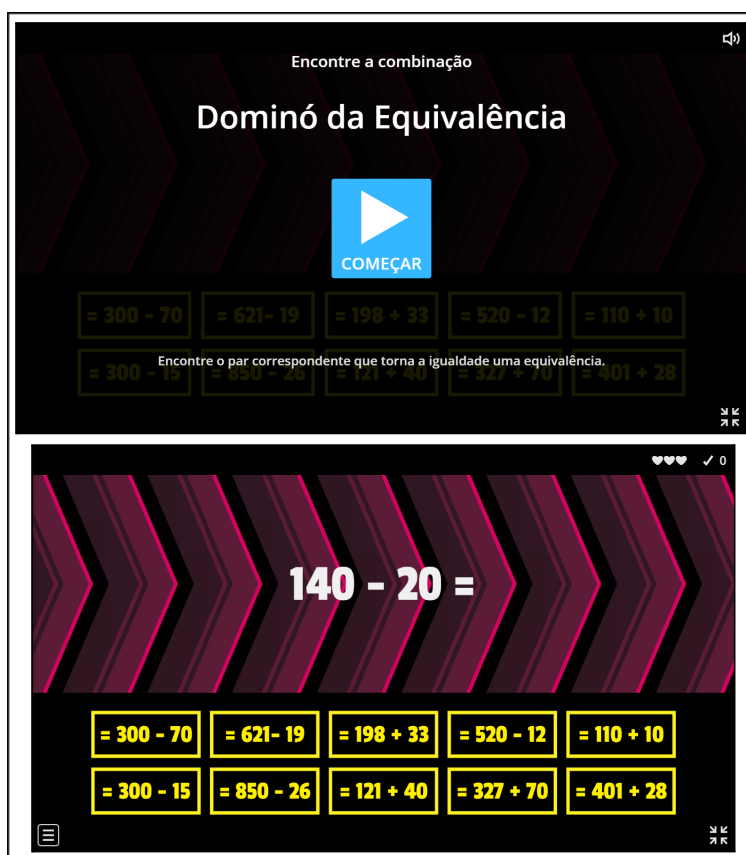 Encontre a combinação
Dominó da Equivalência
COMEÇAR
= 300 - 70 = 621- 19 = 198 + 33 = 520 - 12 = 110 + 10
Encontre o par correspondente que torna a igualdade uma equivalência.
= 300 - 15 = 850 - 26 = 121 + 40 = 327 + 70 = 401 + 28
✓ 0
140 - 20 =
= 300 - 70 = 621- 19 = 198 + 33 = 520 - 12 = 110 + 10
= 300 - 15 = 850 - 26 = 121 + 40 = 327 + 70 = 401 + 28